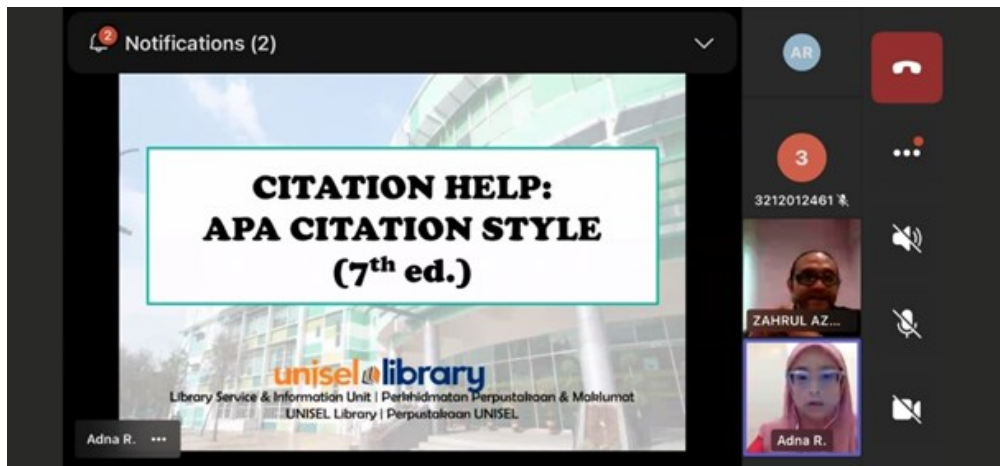 2
Notifications (2)
CITATION HELP:
APA CITATION STYLE
(7th ed.)
unisel library
Library Service & Information Unit | Perkhidmatan Perpustakaan & Maklumat
UNISEL Library | Perpustakaan UNISEL
Adna R.
AR
3
3212012461
ZAHRUL AZ...
Adna R.